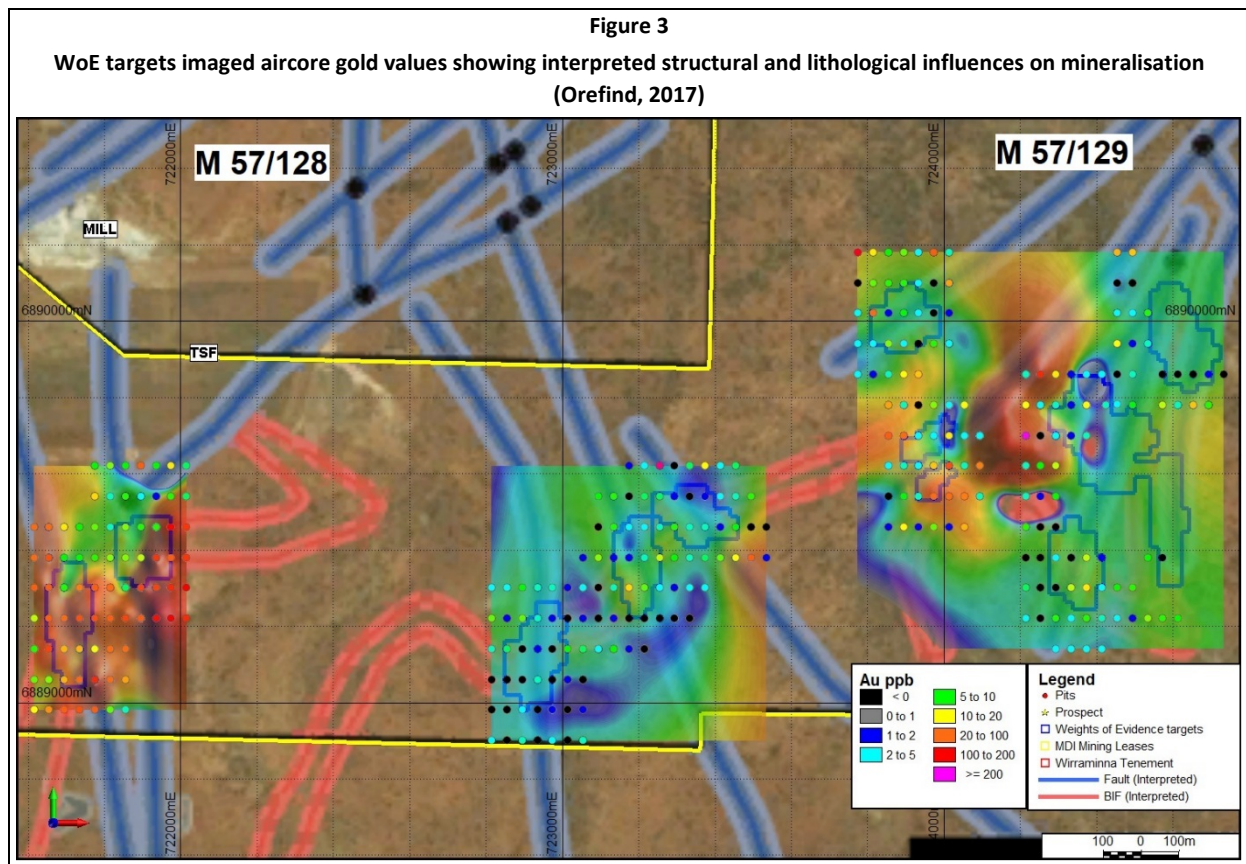 Figure 3
WoE targets imaged aircore gold values showing interpreted structural and lithological influences on mineralisation
(Orefind, 2017)
722000mE
723000mE
724000mE
M 57/128
M 57/129
MILL
6890000mN
6890000mN
TSF
6889000mN
Au ppb
< 0
0 to 1
1 to 2
2 to 5
5 to 10
10 to 20
20 to 100
100 to 200
>= 200
Legend
Pits
Prospect
Weights of Evidence targets
MDI Mining Leases
Wirraminna Tenement
Fault (Interpreted)
BIF (Interpreted)
722000mE
723000mE
100 0 100m